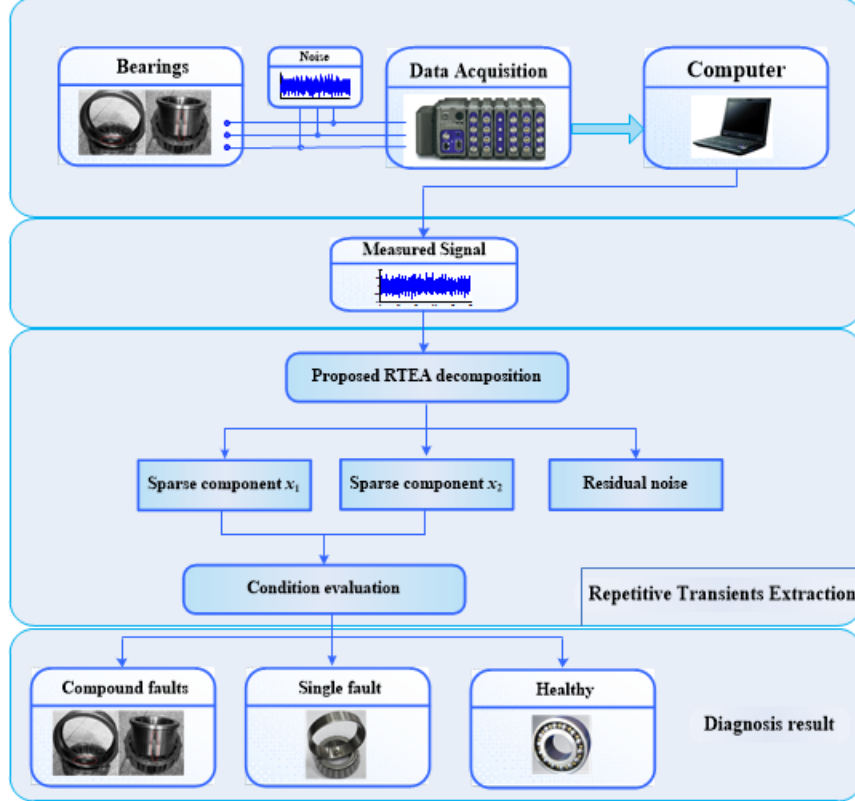 Bearings
Noise
Data Acquisition
Computer
Measured Signal
Proposed RTEA decomposition
Sparse component x₁
Sparse component x₂
Residual noise
Condition evaluation
Repetitive Transients Extraction
Compound faults
Single fault
Healthy
Diagnosis result